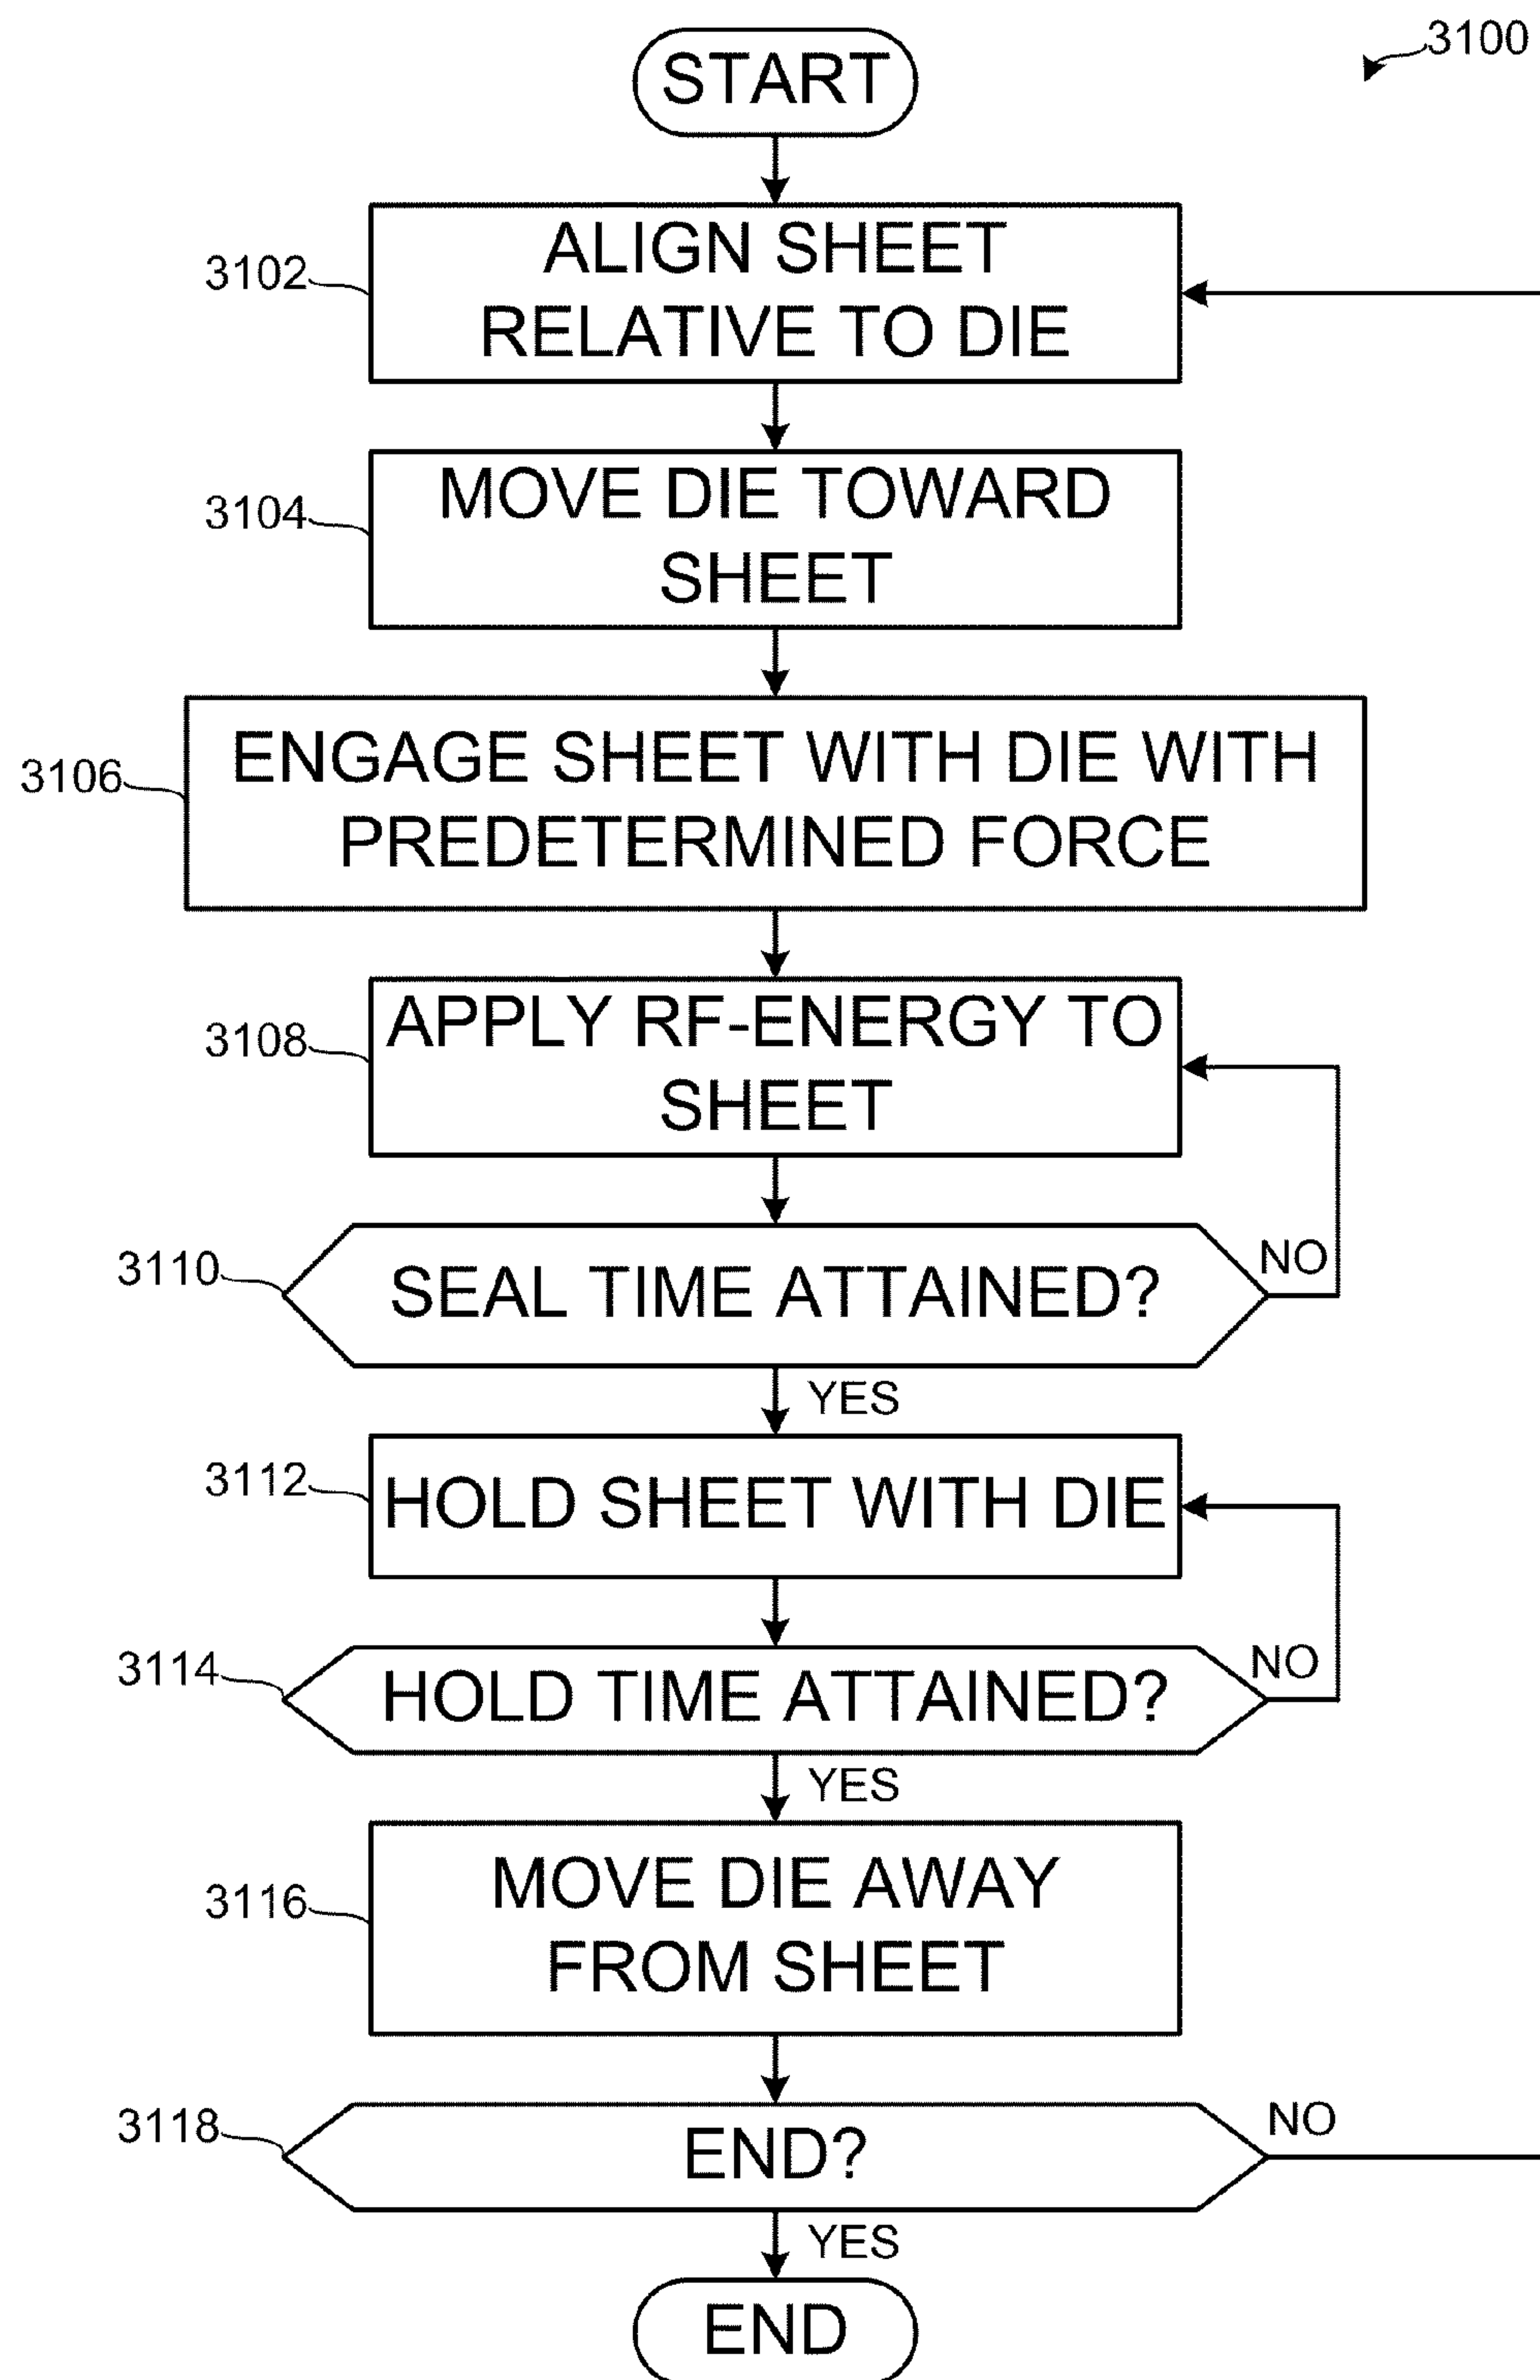 3100
START
3102
ALIGN SHEET
RELATIVE TO DIE
3104
MOVE DIE TOWARD
SHEET
3106
ENGAGE SHEET WITH DIE WITH
PREDETERMINED FORCE
3108
APPLY RF-ENERGY TO
SHEET
3110
SEAL TIME ATTAINED?
NO
YES
3112
HOLD SHEET WITH DIE
3114
HOLD TIME ATTAINED?
NO
YES
3116
MOVE DIE AWAY
FROM SHEET
3118
END?
NO
YES
END